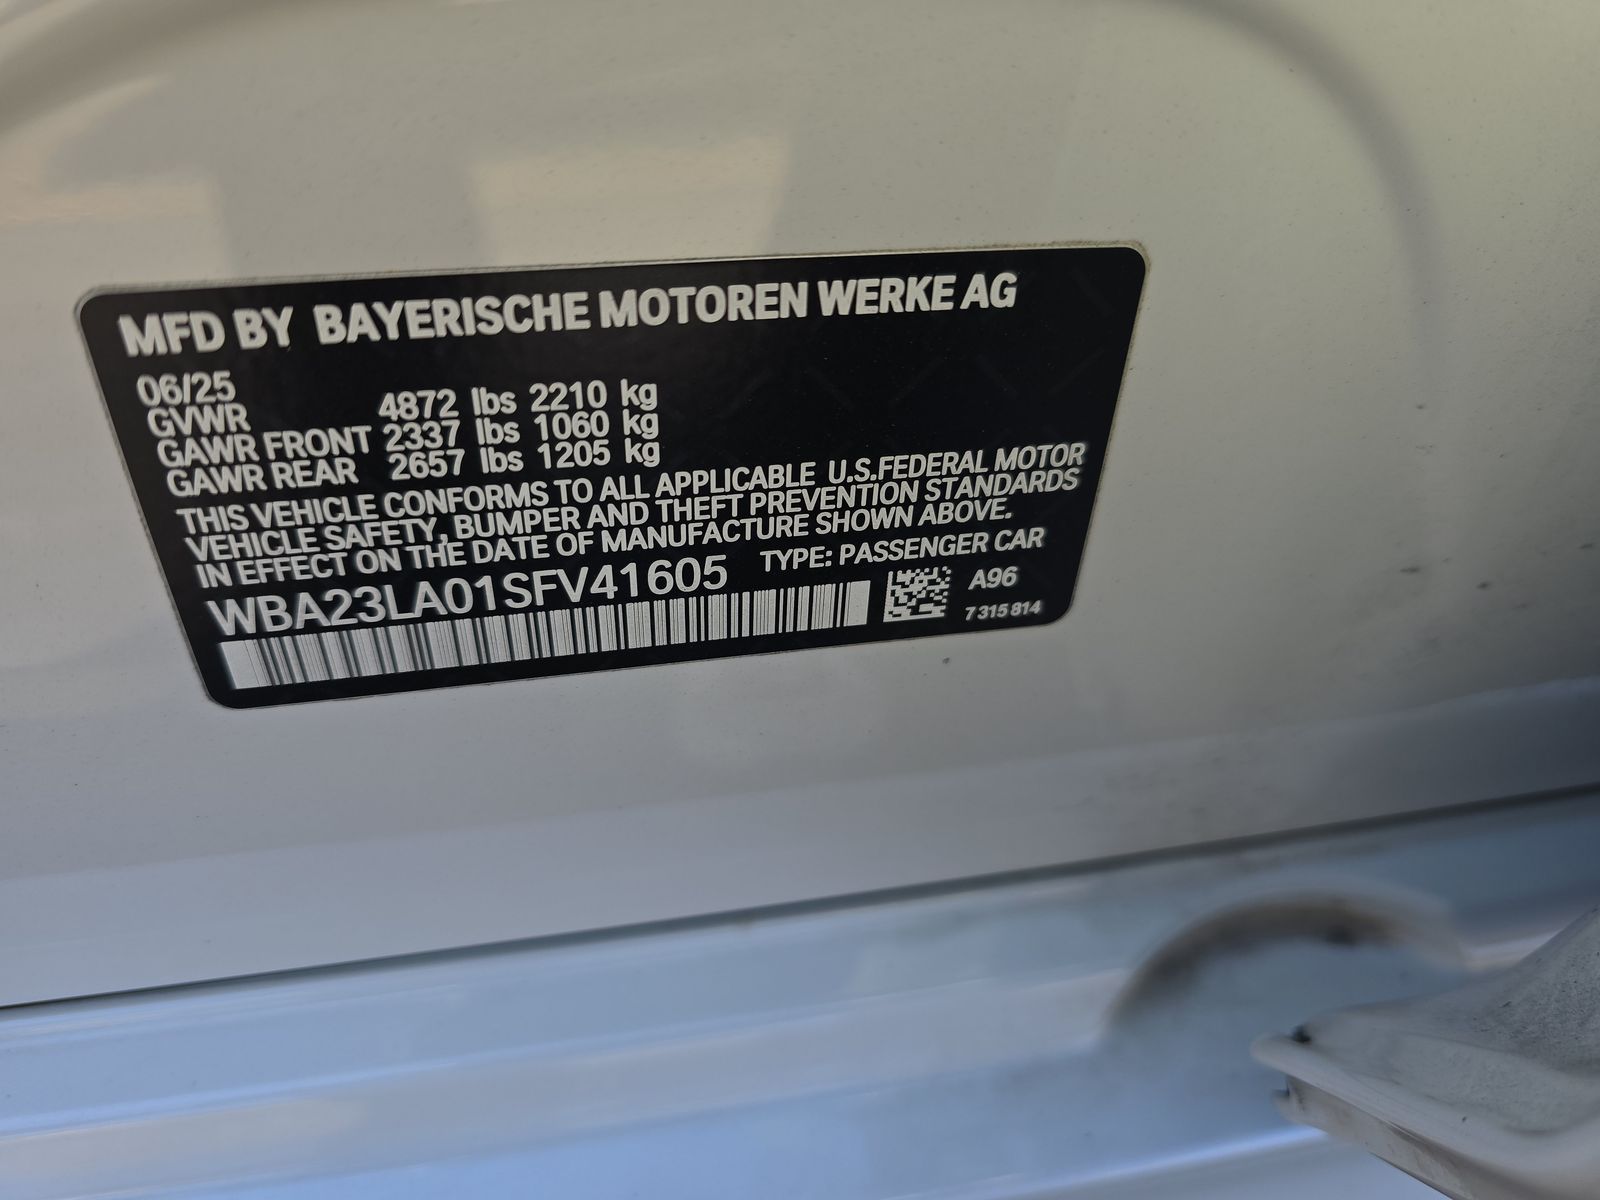 MFD BY BAYERISCHE MOTOREN WERKE AG
06/25
GVWR 4872 lbs 2210 kg
GAWR FRONT 2337 lbs 1060 kg
GAWR REAR 2657 lbs 1205 kg
THIS VEHICLE CONFORMS TO ALL APPLICABLE U.S.FEDERAL MOTOR
VEHICLE SAFETY, BUMPER AND THEFT PREVENTION STANDARDS
IN EFFECT ON THE DATE OF MANUFACTURE SHOWN ABOVE.
WBA23LA01SFV41605 TYPE: PASSENGER CAR
A96
7 315 814